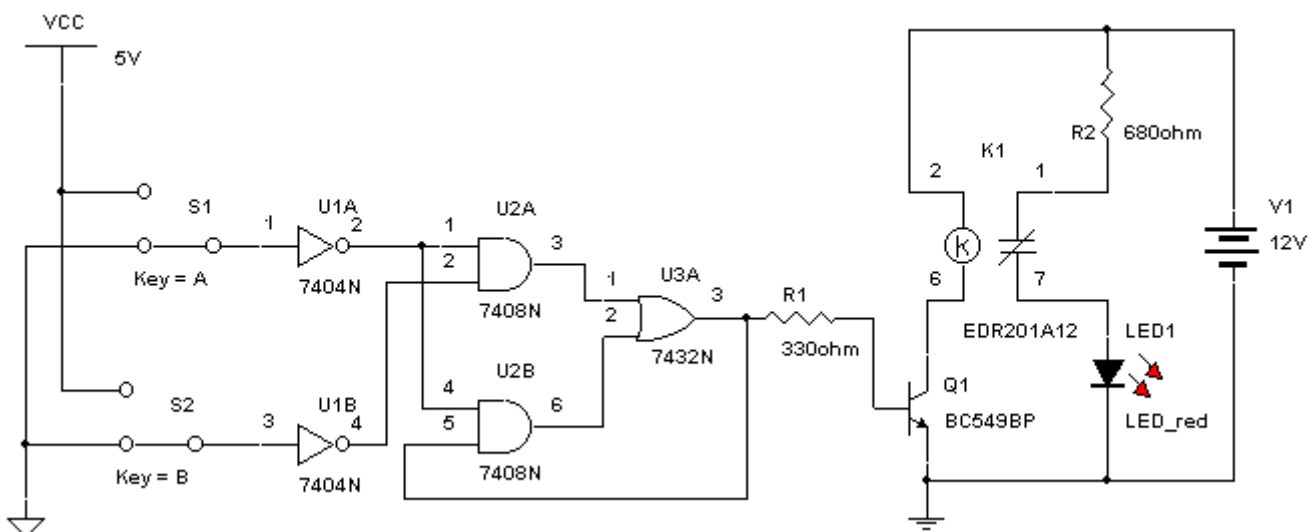 VCC
5V
S1
1
U1A
2
Key = A
7404N
1
2
U2A
3
7408N
S2
3
U1B
4
Key = B
7404N
4
5
U2B
6
7408N
1
2
U3A
3
7432N
R1
330ohm
K1
2
K
6
1
7
EDR201A12
R2
680ohm
Q1
BC549BP
LED1
LED_red
V1
12V